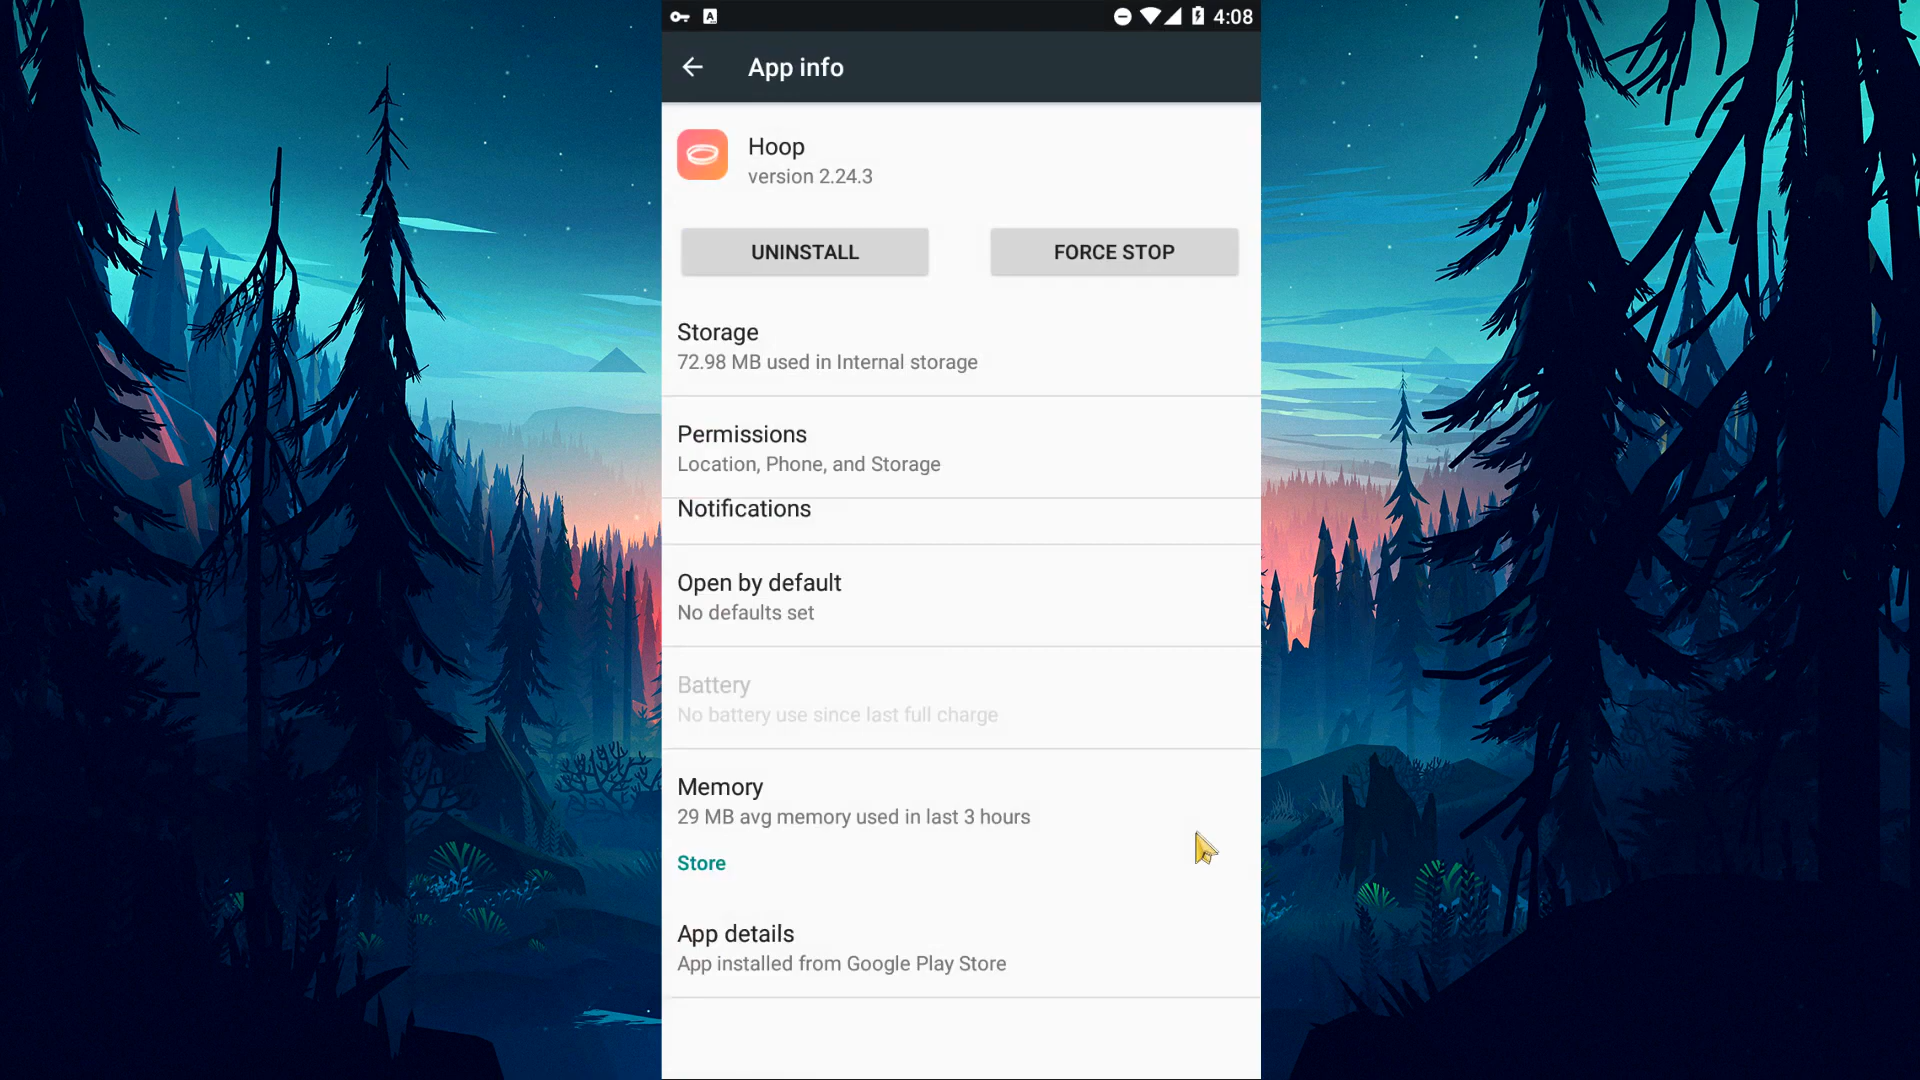 4:08
App info
Hoop
version 2.24.3
UNINSTALL
FORCE STOP
Storage
72.98 MB used in Internal storage
Permissions
Location, Phone, and Storage
Notifications
Open by default
No defaults set
Battery
No battery use since last full charge
Memory
29 MB avg memory used in last 3 hours
Store
App details
App installed from Google Play Store